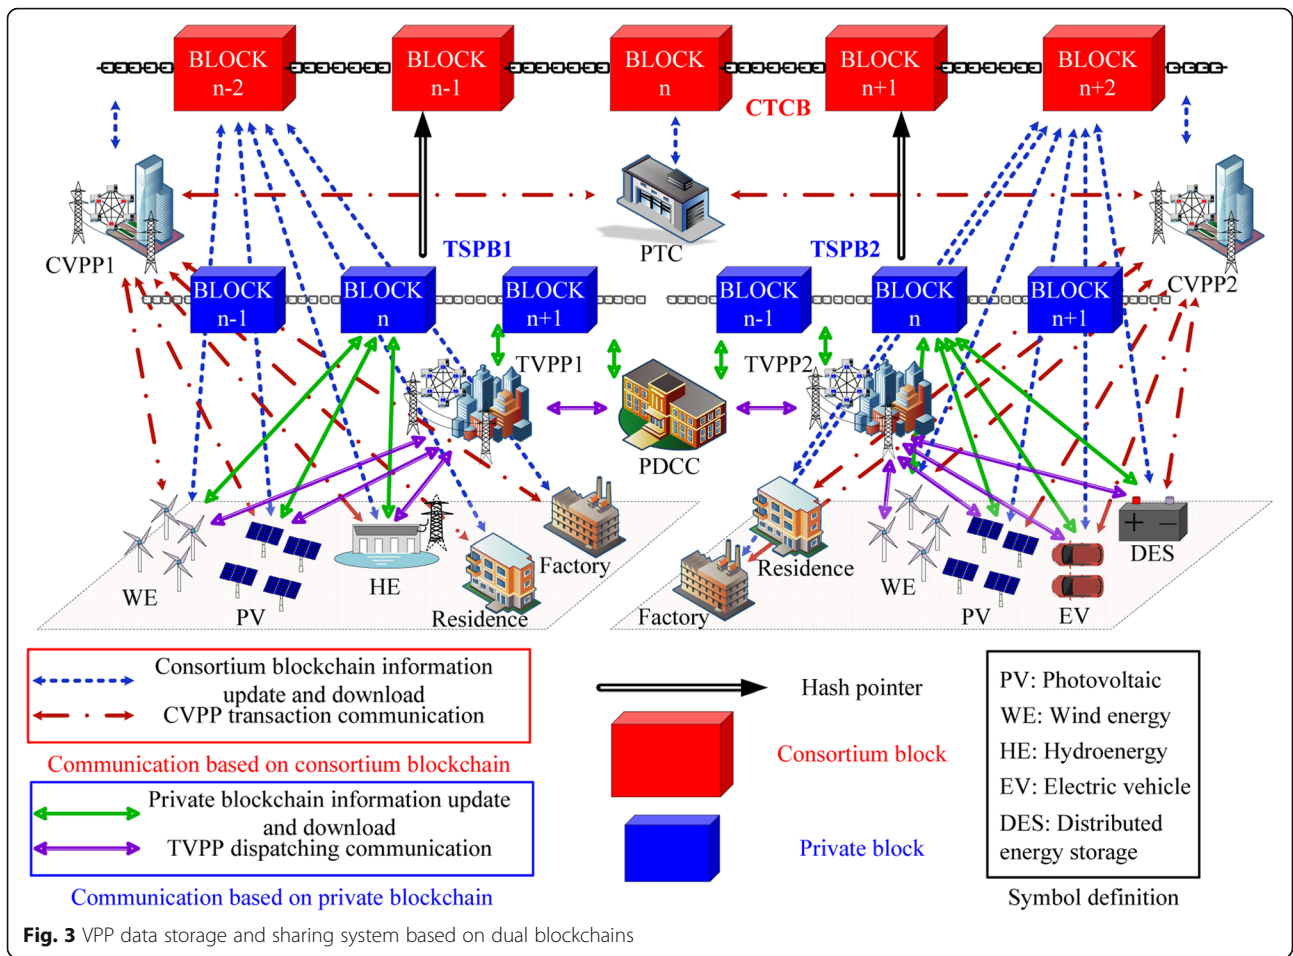 BLOCK
n-2
BLOCK
n-1
BLOCK
n
BLOCK
n+1
BLOCK
n+2
CTCB
CVPP1
TSPB1
PTC
TSPB2
CVPP2
BLOCK
n-1
BLOCK
n
BLOCK
n+1
BLOCK
n-1
BLOCK
n
BLOCK
n+1
TVPP1
TVPP2
PDCC
WE
PV
HE
Residence
Factory
Factory
Residence
WE
PV
EV
DES
Consortium blockchain information
update and download
CVPP transaction communication
Communication based on consortium blockchain
Private blockchain information update
and download
TVPP dispatching communication
Communication based on private blockchain
Hash pointer
Consortium block
Private block
PV: Photovoltaic
WE: Wind energy
HE: Hydroenergy
EV: Electric vehicle
DES: Distributed
energy storage
Symbol definition
Fig. 3 VPP data storage and sharing system based on dual blockchains